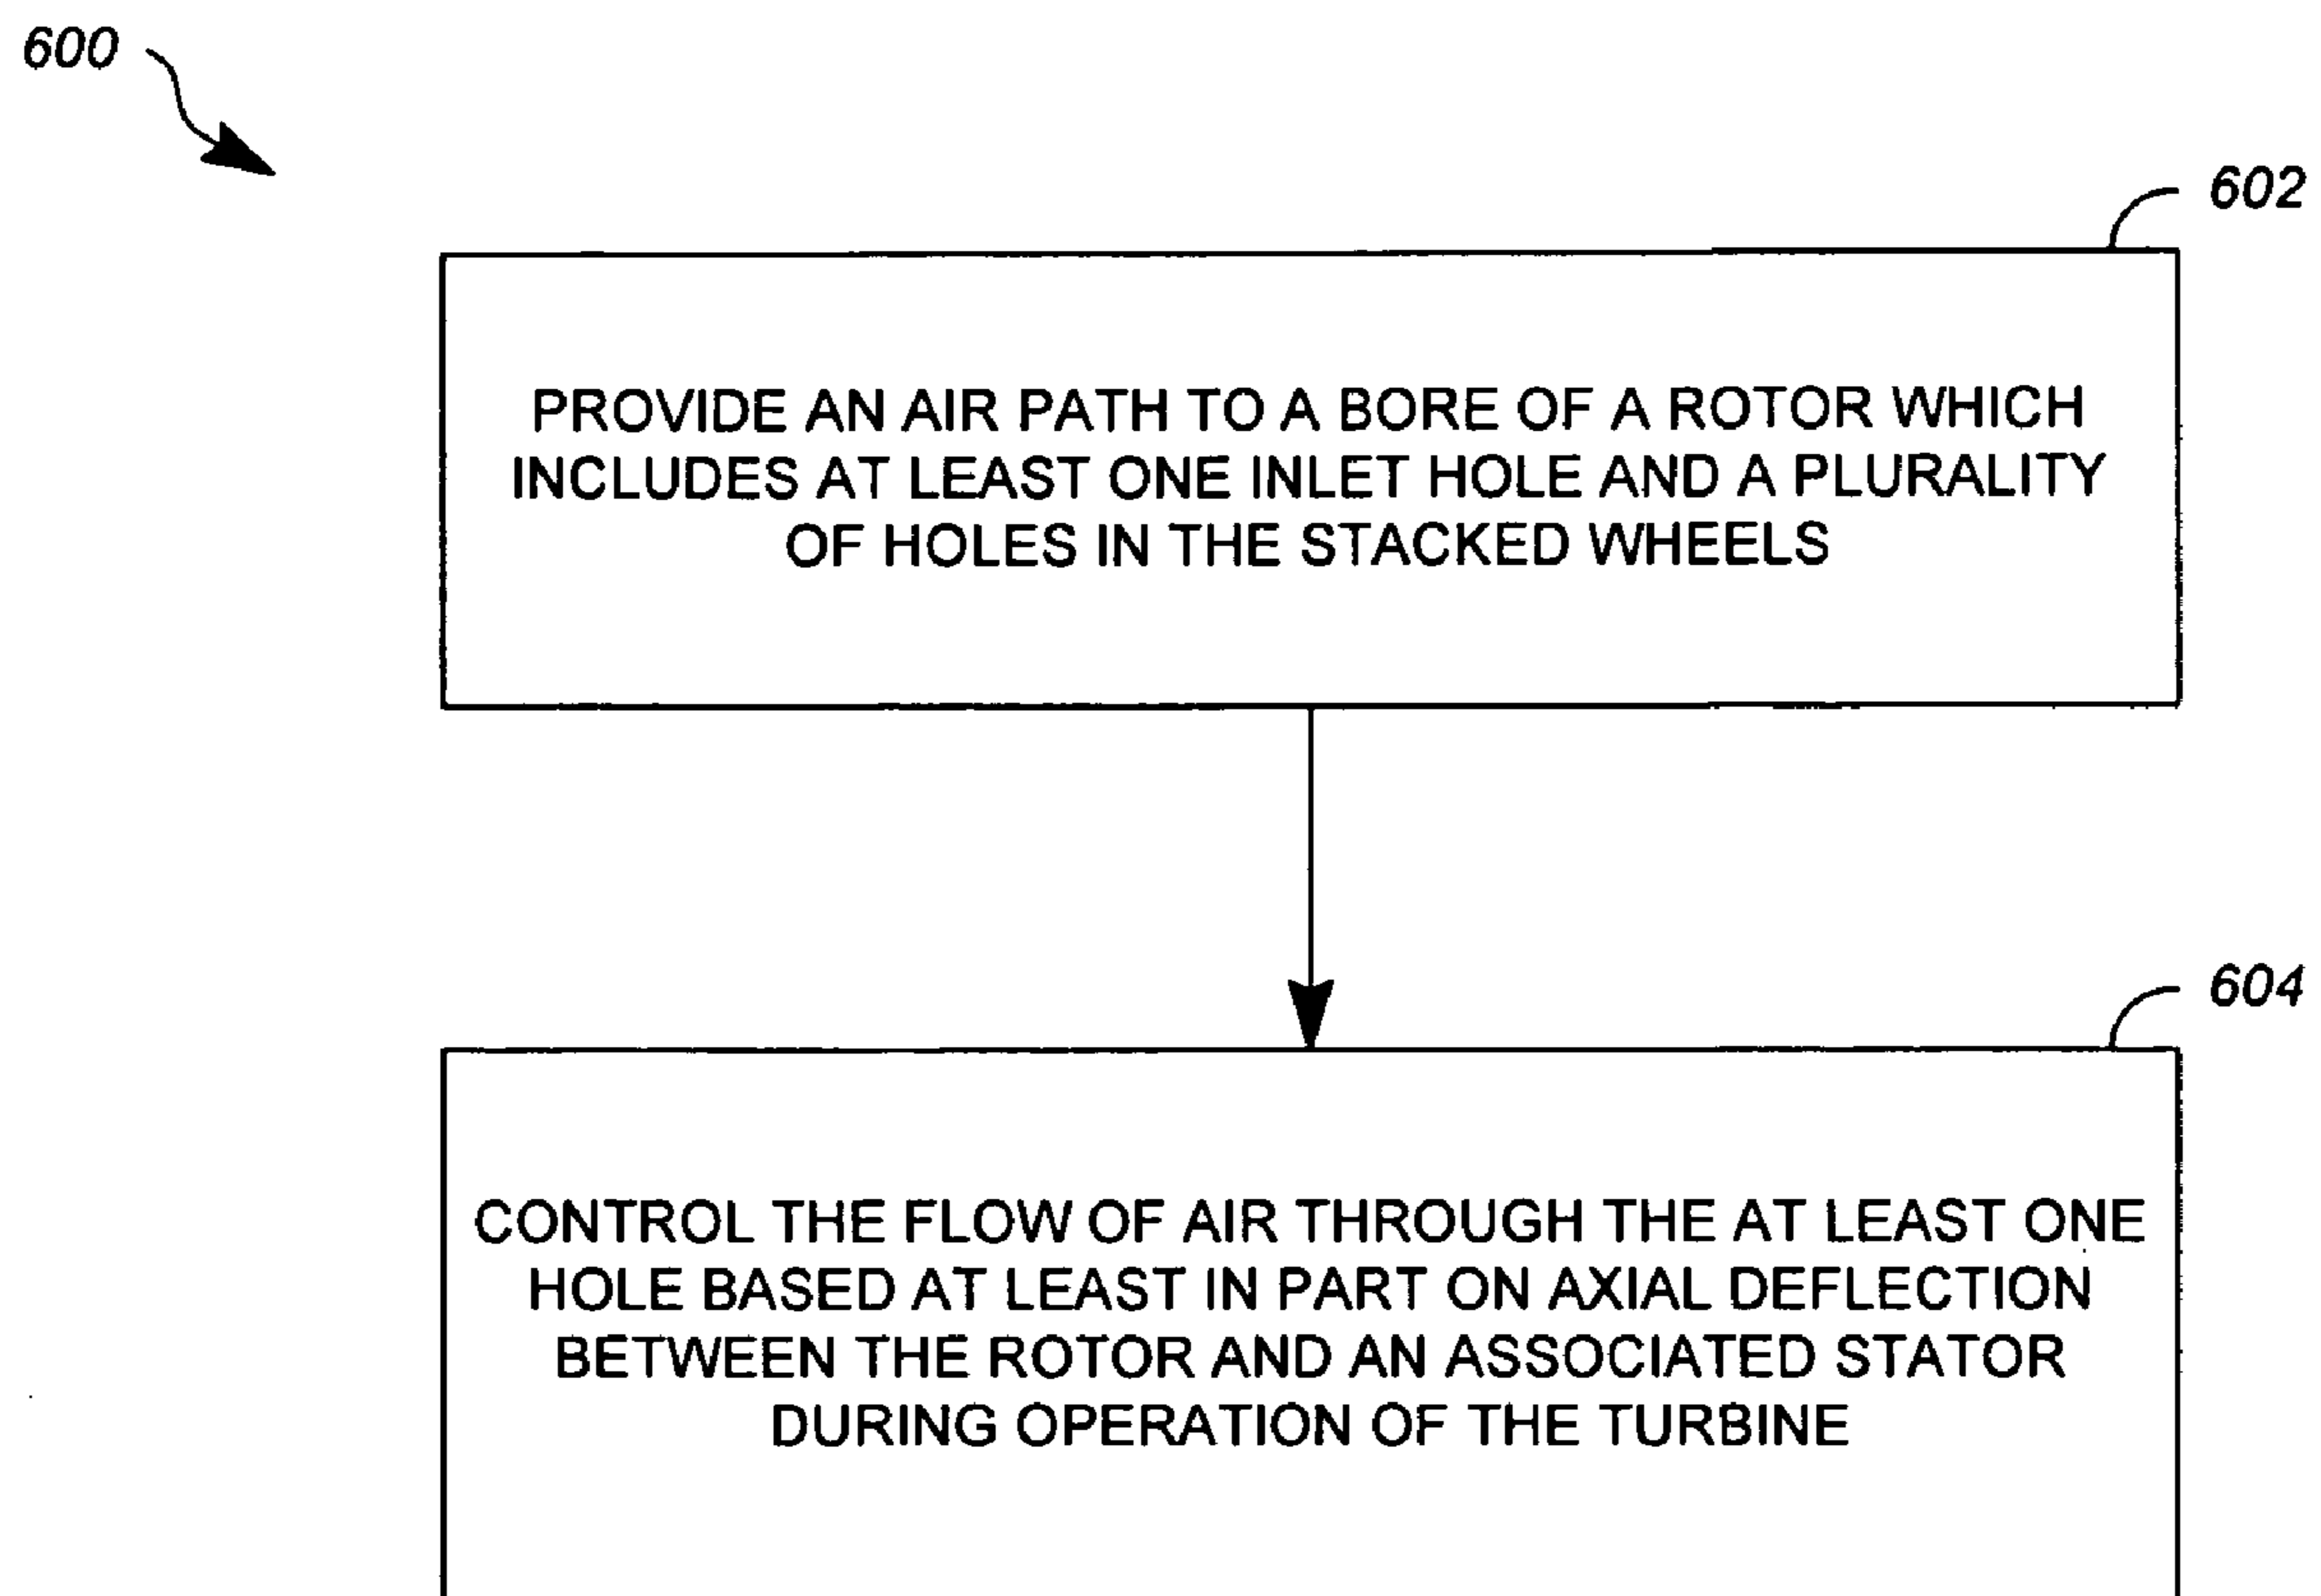 600
602
PROVIDE AN AIR PATH TO A BORE OF A ROTOR WHICH
INCLUDES AT LEAST ONE INLET HOLE AND A PLURALITY
OF HOLES IN THE STACKED WHEELS
604
CONTROL THE FLOW OF AIR THROUGH THE AT LEAST ONE
HOLE BASED AT LEAST IN PART ON AXIAL DEFLECTION
BETWEEN THE ROTOR AND AN ASSOCIATED STATOR
DURING OPERATION OF THE TURBINE